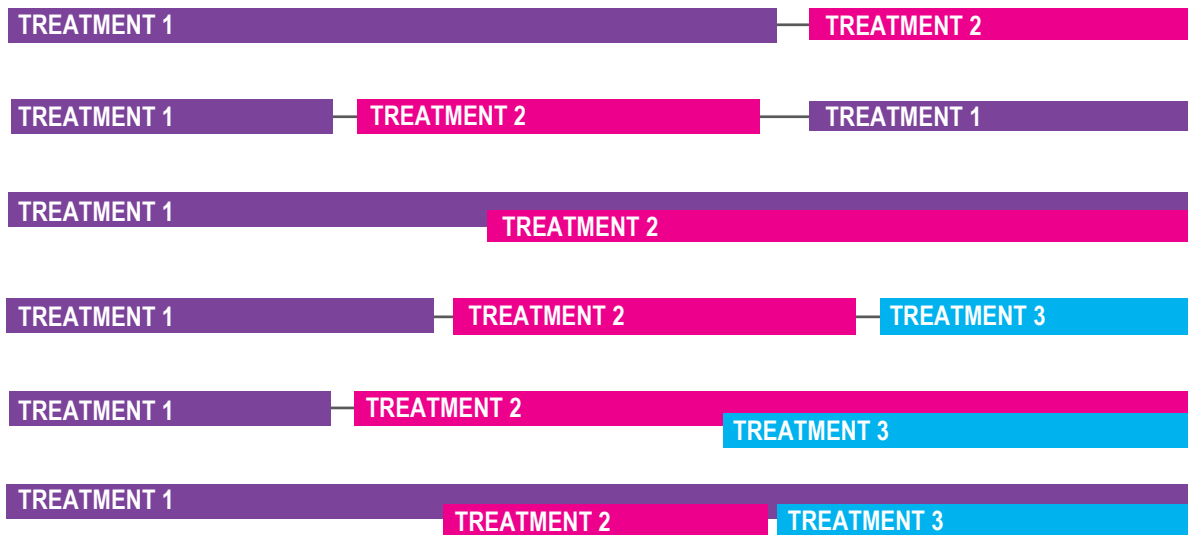 TREATMENT 1 TREATMENT 2
TREATMENT 1 TREATMENT 2 TREATMENT 1
TREATMENT 1
TREATMENT 2
TREATMENT 1 TREATMENT 2 TREATMENT 3
TREATMENT 1 TREATMENT 2
TREATMENT 3
TREATMENT 1
TREATMENT 2 TREATMENT 3